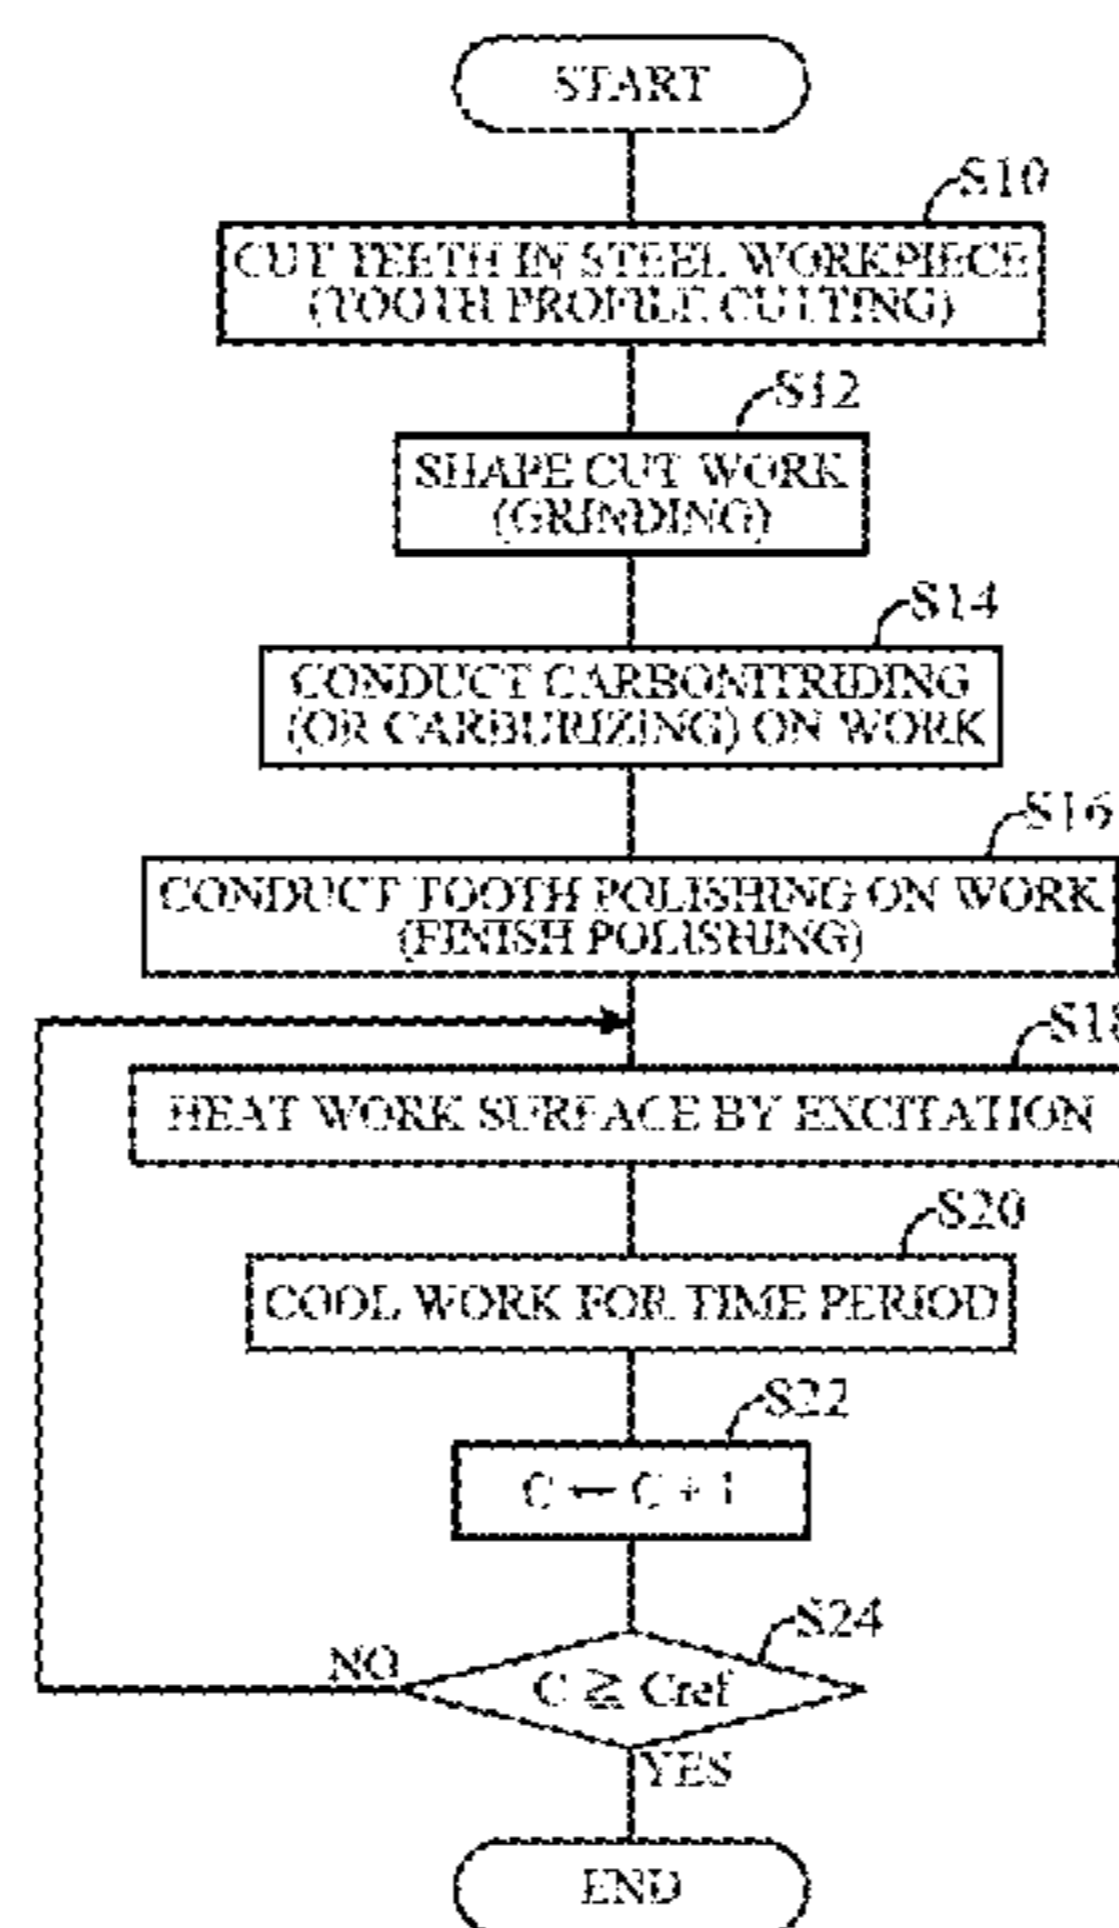 START
S10
CUT TEETH IN STEEL WORKPIECE
(TOOTH PROFILE CUTTING)
S12
SHAPE CUT WORK
(GRINDING)
S14
CONDUCT CARBONITRIDING
(OR CARBURIZING) ON WORK
S16
CONDUCT TOOTH POLISHING ON WORK
(FINISH POLISHING)
S18
HEAT WORK SURFACE BY EXCITATION
S20
COOL WORK FOR TIME PERIOD
S22
C ← C + 1
S24
C ≧ Cref
NO
YES
END